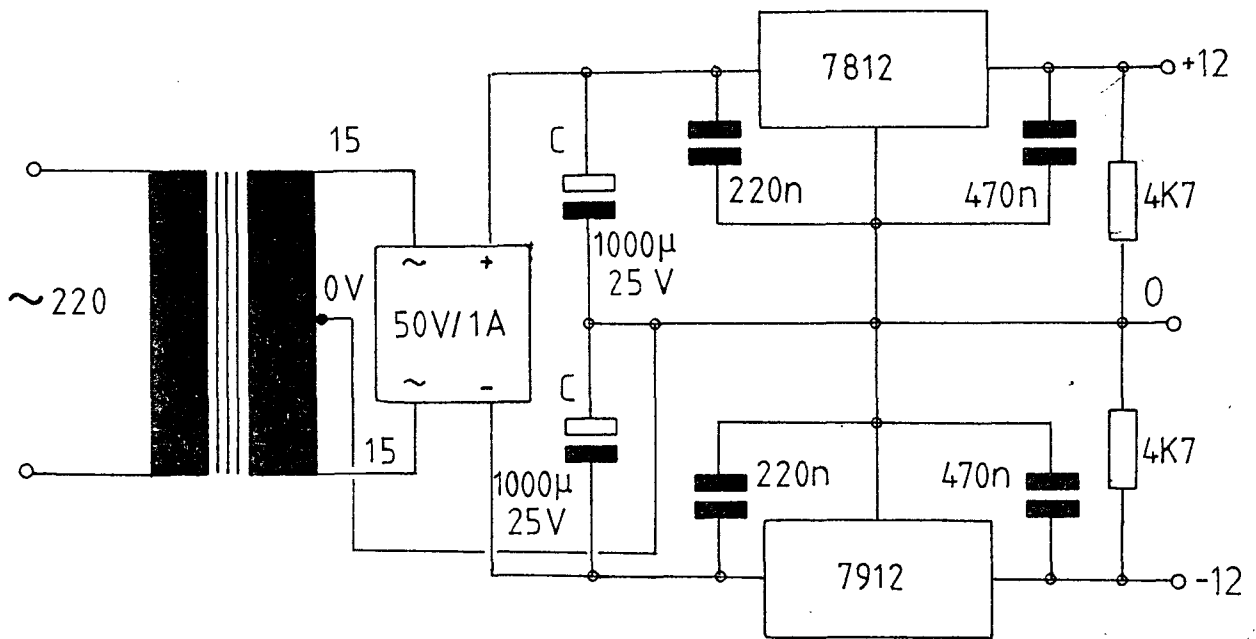 7812
+12
15
C
220n
470n
4K7
1000µ
25 V
~ +
0V
0
~ 220
50V/1A
~ -
C
15
220n
470n
4K7
1000µ
25V
7912
-12